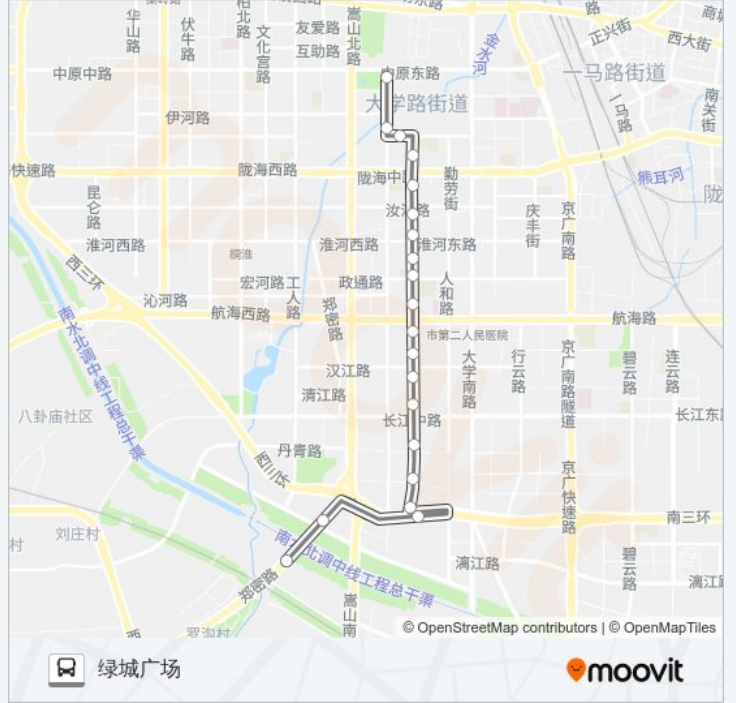 华山路
伏牛路
文化宫路
友爱路
互助路
嵩山北路
金水河
正兴街
西大街
中原中路
中原东路
一马路街道
大学路街道
一马路
南关街
伊河路
快速路
陇海西路
陇海中路
勤劳街
熊耳河
昆仑路
汝河路
庆丰街
京广南路
淮河西路
淮河西路
淮河东路
桐淮
西三环
宏河路
工人路
政通路
人和路
沁河路
航海西路
郑密路
航海路
市第二人民医院
南水北调中线工程总干渠
汉江路
大学南路
行云路
京广南路隧道
碧云路
连云路
清江路
八卦庙社区
长江中路
长江东
丹青路
西三环
京广快速路
刘庄村
村
南三环
南水北调中线工程总干渠
漓江路
碧云路
漓江
郑密路
嵩山南
罗沟村
© OpenStreetMap contributors | © OpenMapTiles
绿城广场
moovit